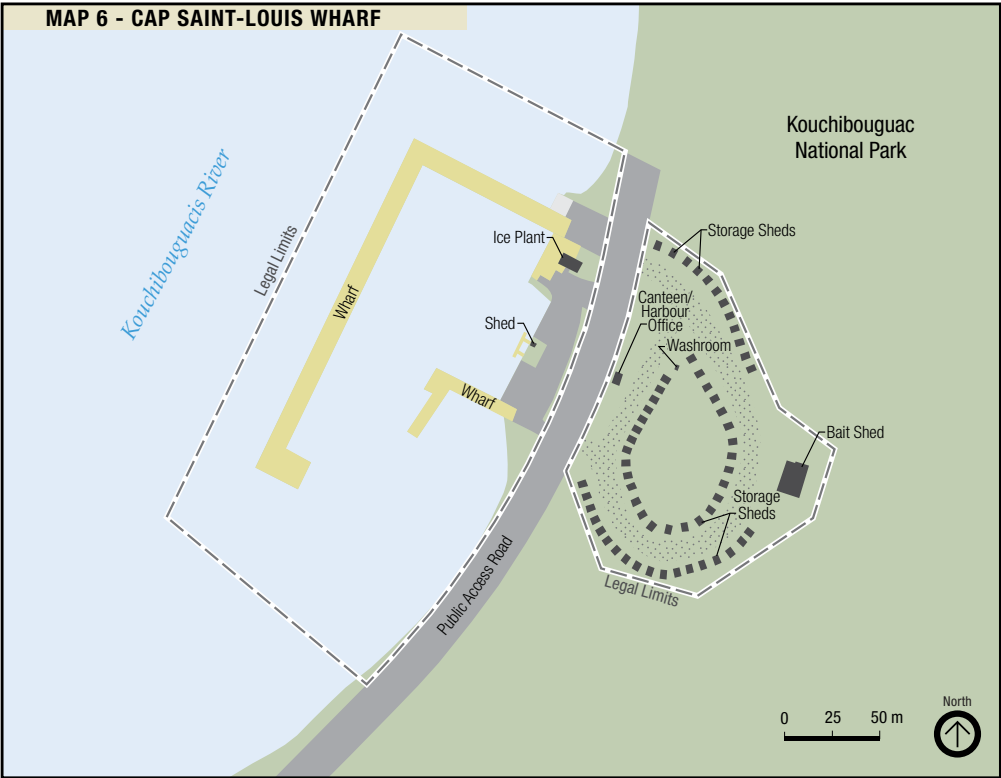 MAP 6 - CAP SAINT-LOUIS WHARF
Kouchibouguac
National Park
Kouchibouguacis River
Legal Limits
Storage Sheds
Ice Plant
Wharf
Canteen/
Harbour
Office
Shed
Washroom
Wharf
Bait Shed
Storage
Sheds
Public Access Road
Legal Limits
North
0 25 50 m